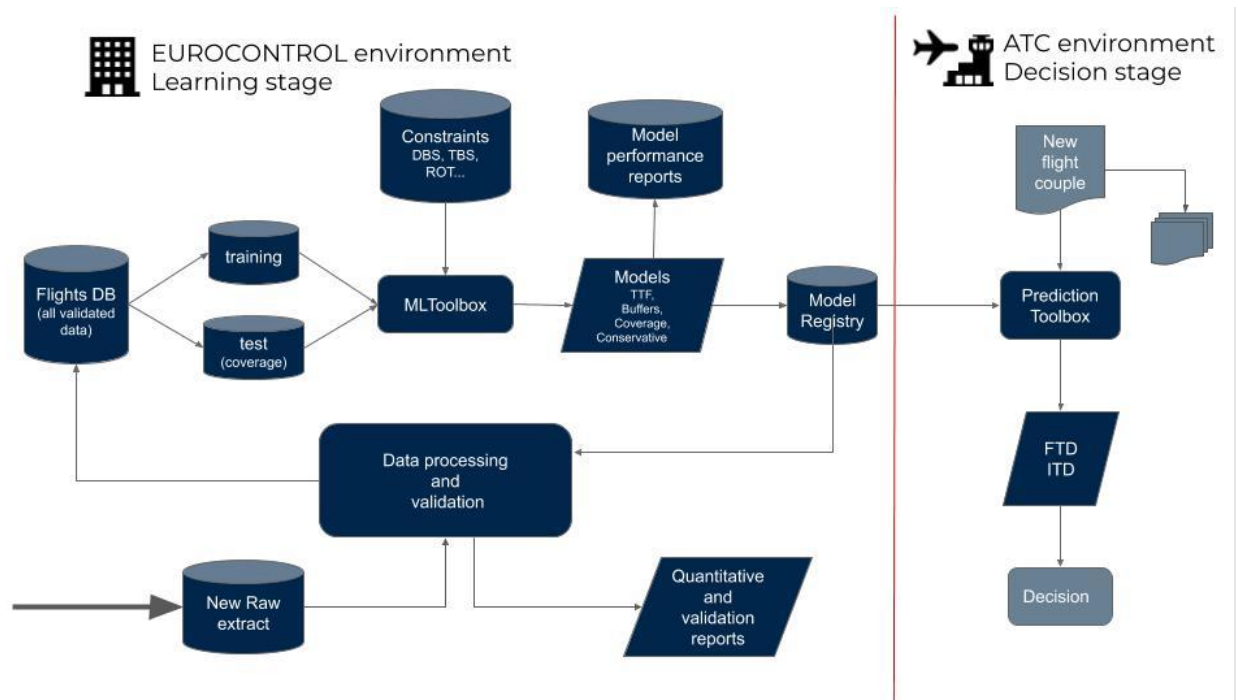 EUROCONTROL environment
Learning stage
ATC environment
Decision stage
Constraints
DBS, TBS,
ROT...
Model
performance
reports
New
flight
couple
training
Flights DB
(all validated
data)
test
(coverage)
MLToolbox
Models
TTF,
Buffers,
Coverage,
Conservative
Model
Registry
Prediction
Toolbox
Data processing
and
validation
FTD
ITD
New Raw
extract
Quantitative
and
validation
reports
Decision